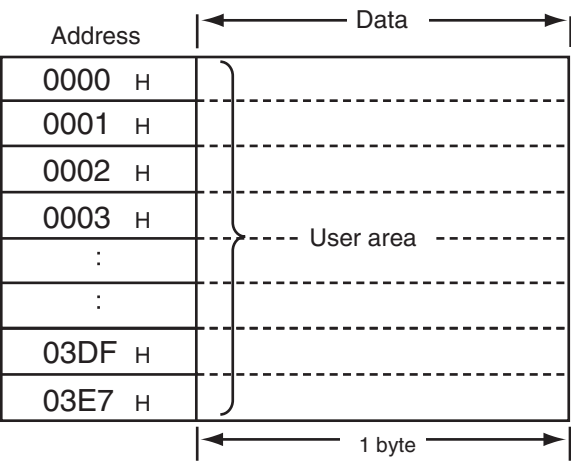 Data
Address
0000 H
0001 H
0002 H
0003 H
User area
:
:
03DF H
03E7 H
1 byte